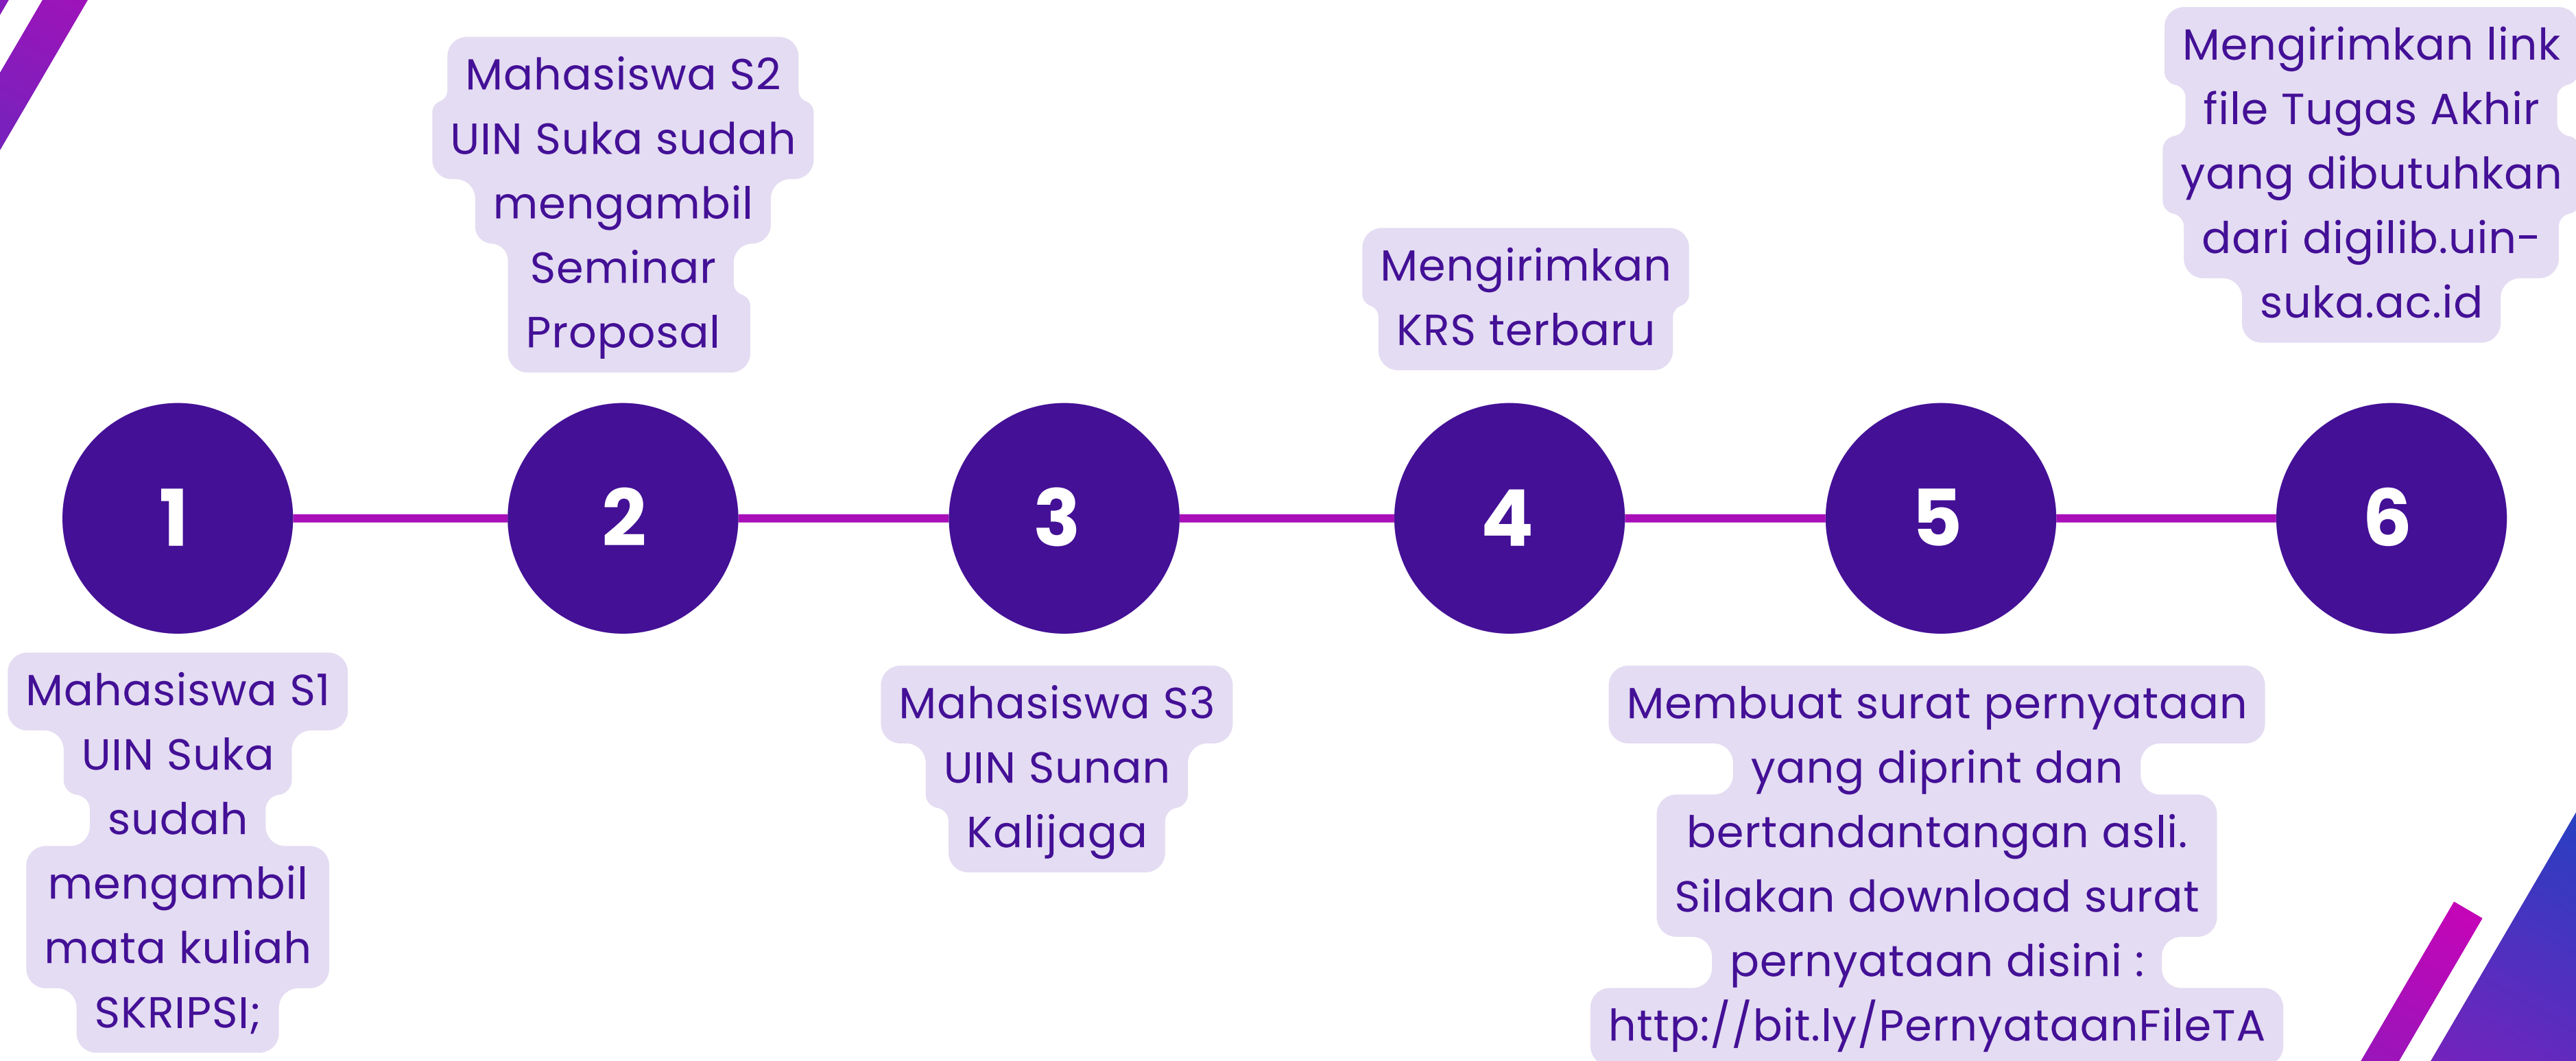 1
Mahasiswa S1
UIN Suka
sudah
mengambil
mata kuliah
SKRIPSI;
2
Mahasiswa S2
UIN Suka sudah
mengambil
Seminar
Proposal
3
Mahasiswa S3
UIN Sunan
Kalijaga
4
Mengirimkan
KRS terbaru
5
Membuat surat pernyataan
yang diprint dan
bertandantangan asli.
Silakan download surat
pernyataan disini :
http://bit.ly/PernyataanFileTA
6
Mengirimkan link
file Tugas Akhir
yang dibutuhkan
dari digilib.uin-
suka.ac.id